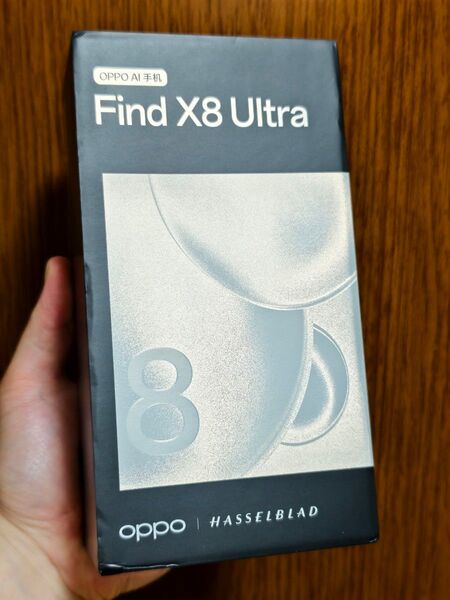 OPPO AI 手机
Find X8 Ultra
8
oppo | HASSELBLAD